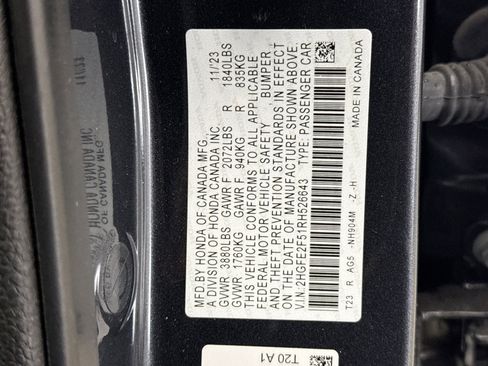 MFD.BY HONDA OF CANADA MFG., 11/23
A DIVISION OF HONDA CANADA INC.
GVWR 3880LBS GAWR F 2072LBS R 1840LBS
GVWR 1760KG GAWR F 940KG R 835KG
THIS VEHICLE CONFORMS TO ALL APPLICABLE
FEDERAL MOTOR VEHICLE SAFETY, BUMPER,
AND THEFT PREVENTION STANDARDS IN EFFECT
ON THE DATE OF MANUFACTURE SHOWN ABOVE.
V.I.N: 2HGFE2F51RH526643 TYPE: PASSENGER CAR
T23 R AG5 -NH904M -Z -H MADE IN CANADA
T20 A1